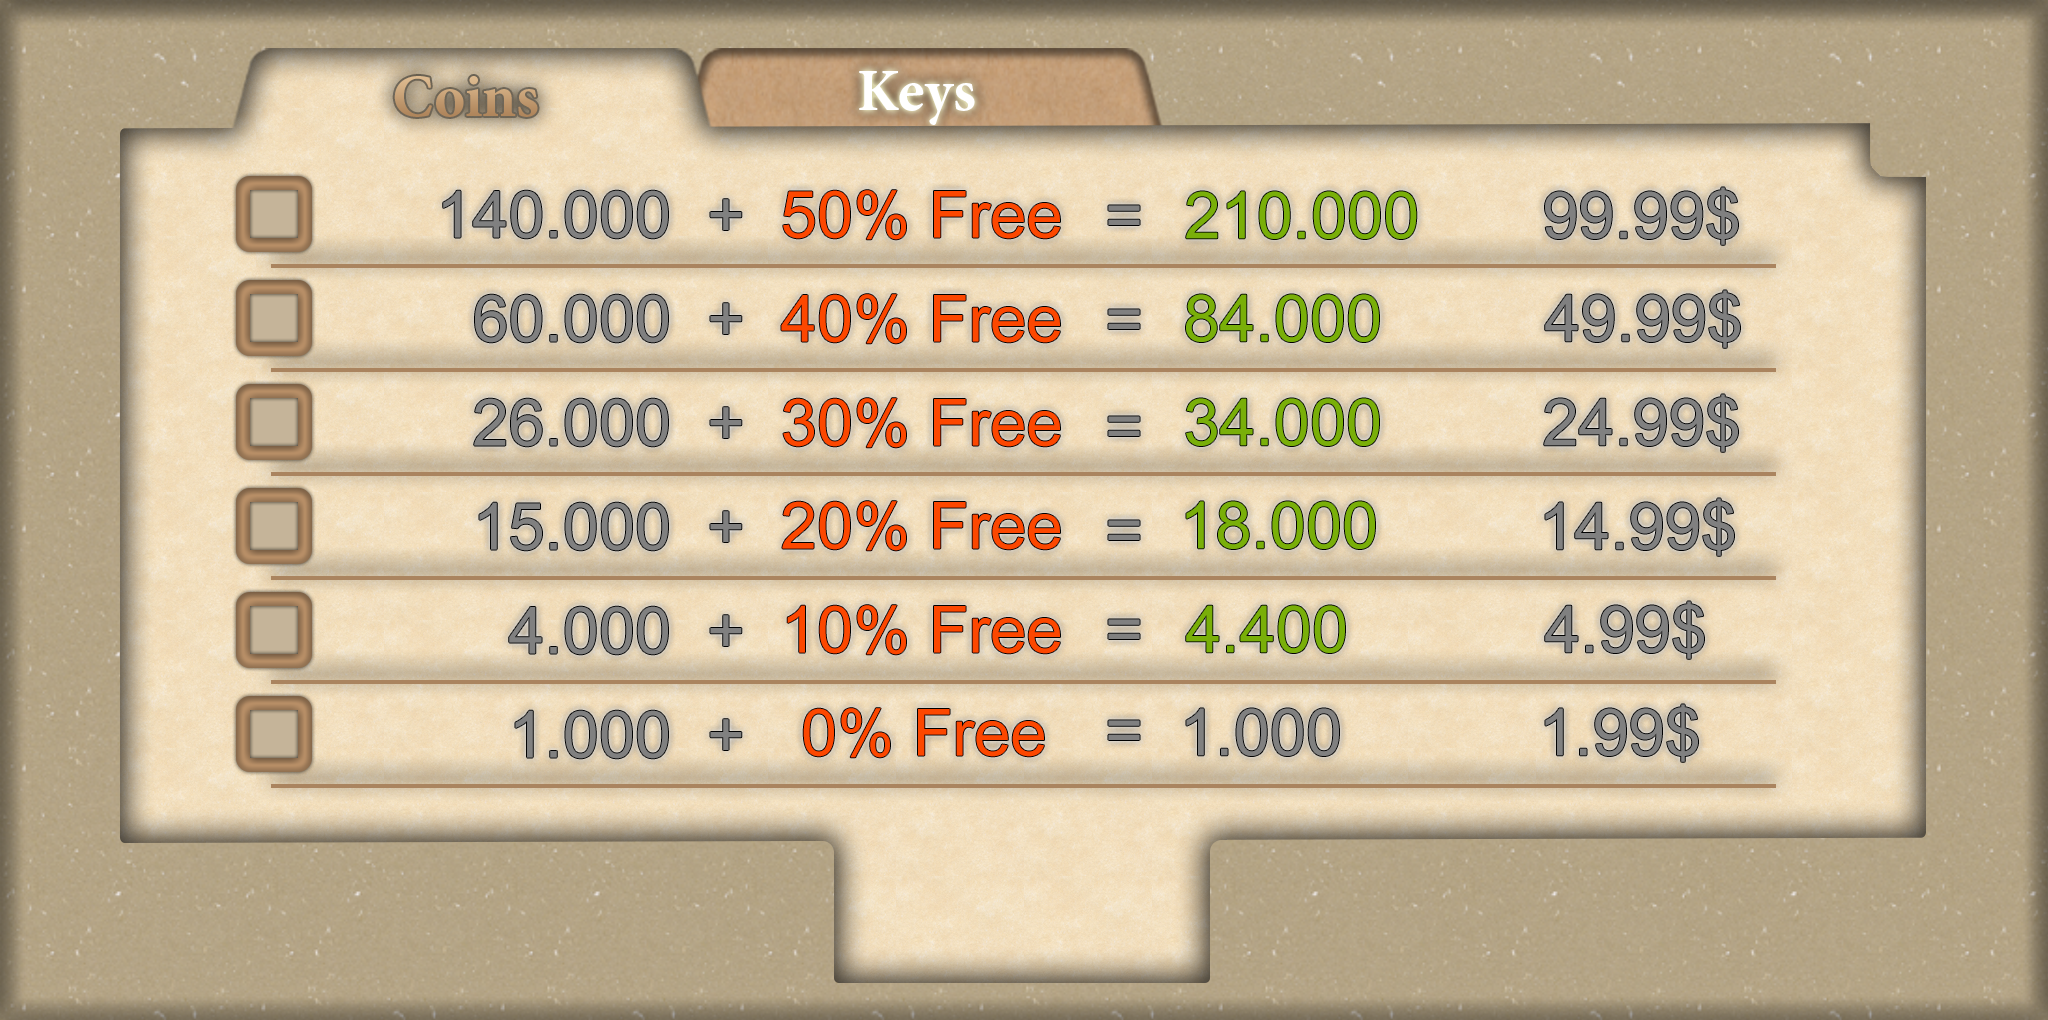 Coins Keys
140.000 + 50% Free = 210.000 99.99$
60.000 + 40% Free = 84.000 49.99$
26.000 + 30% Free = 34.000 24.99$
15.000 + 20% Free = 18.000 14.99$
4.000 + 10% Free = 4.400 4.99$
1.000 + 0% Free = 1.000 1.99$